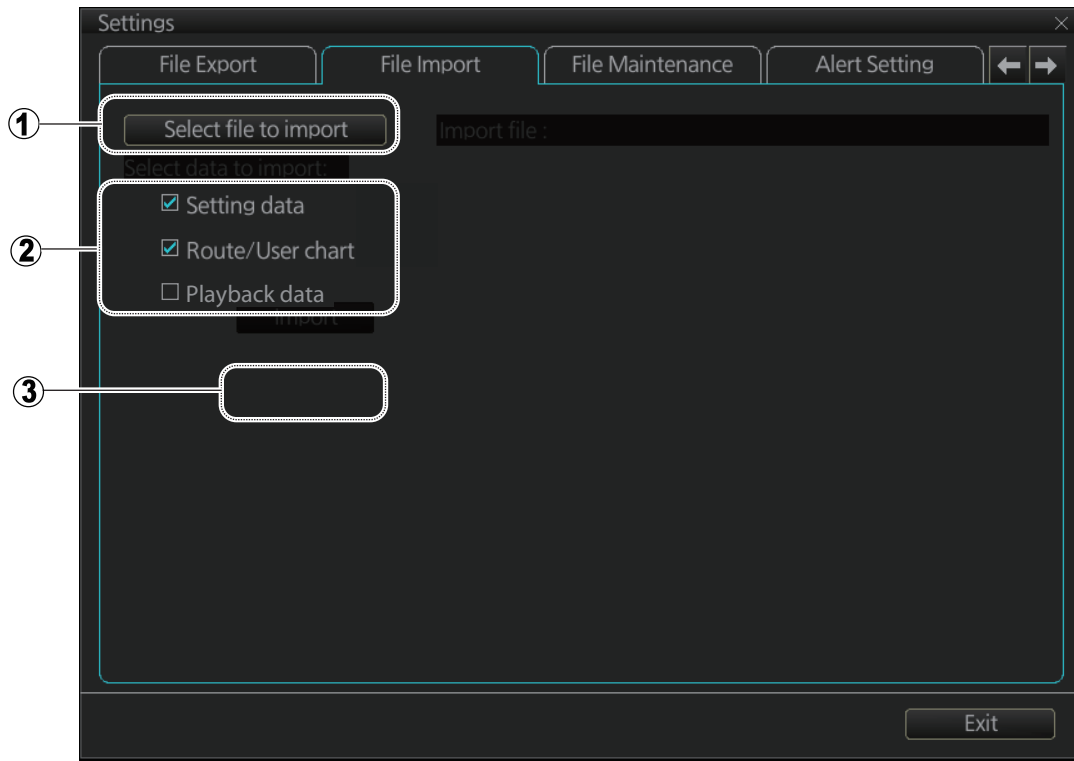 Settings
File Export File Import File Maintenance Alert Setting
1 Select file to import Import file :
Select data to import:
Setting data
2 Route/User chart
Playback data
Import
3
Exit